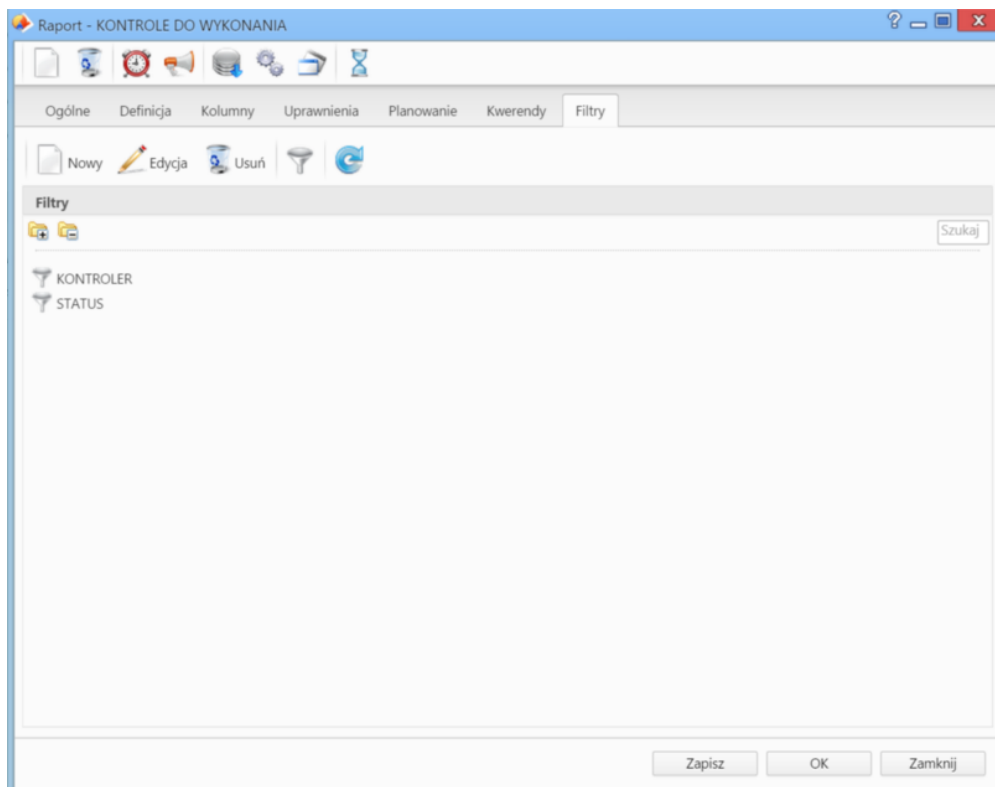 Raport - KONTROLE DO WYKONANIA
Ogólne Definicja Kolumny Uprawnienia Planowanie Kwerendy Filtry
Nowy Edycja Usuń
Filtry
Szukaj
KONTROLER
STATUS
Zapisz OK Zamknij